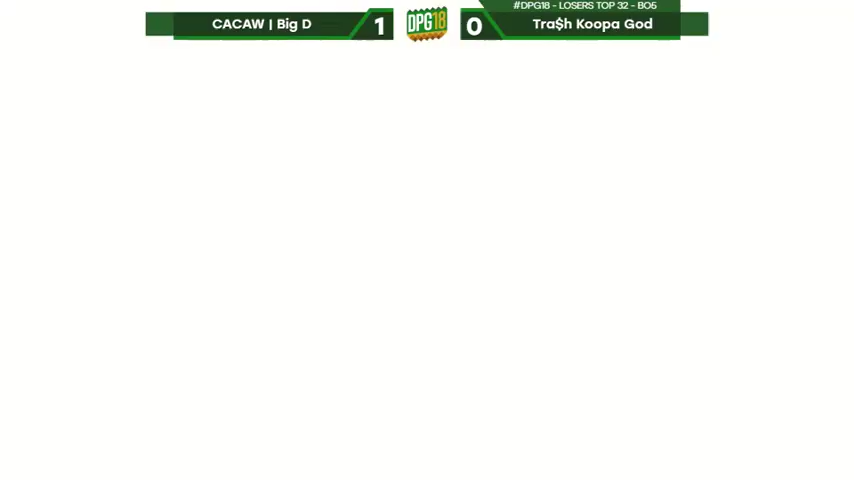 #DPG18 - LOSERS TOP 32 - BO5
CACAW | Big D 1 DPG18 0 Tra$h Koopa God